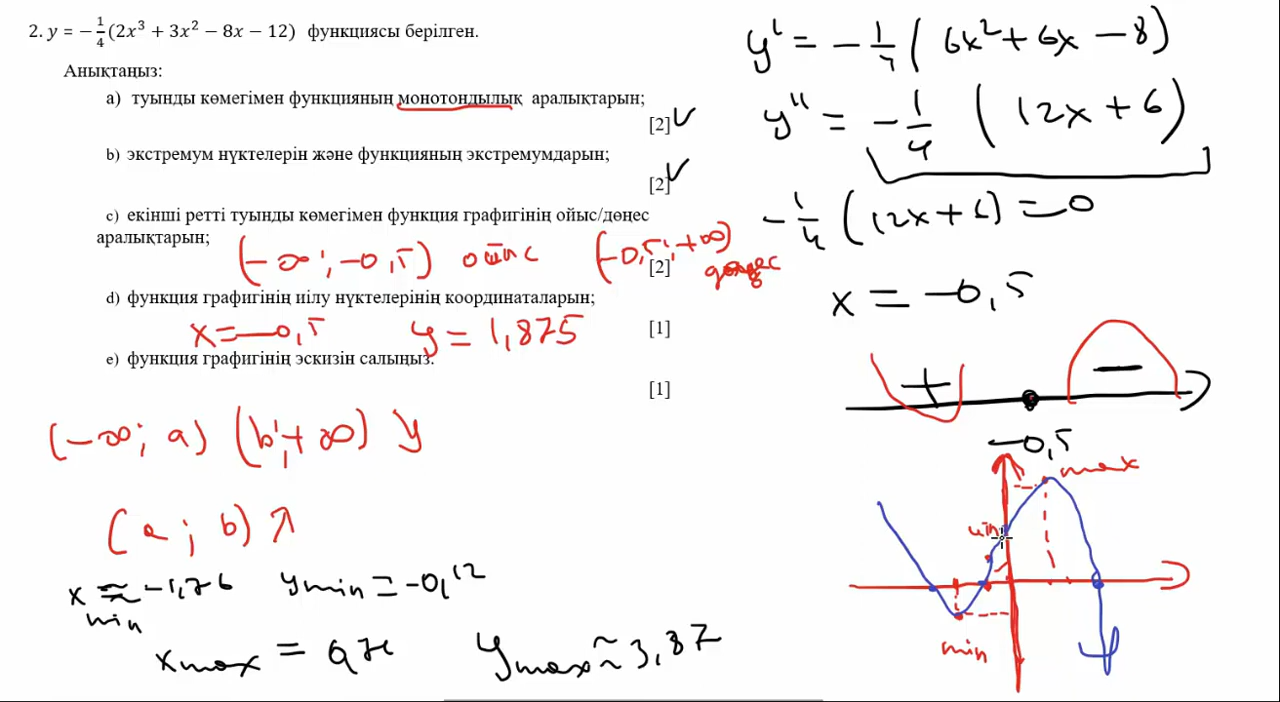 2. y = −1/4(2x³ + 3x² − 8x − 12) функциясы берілген.
Анықтаңыз:
a) туынды көмегімен функцияның монотондылық аралықтарын;
[2]
b) экстремум нүктелерін және функцияның экстремумдарын;
[2]
c) екінші ретті туынды көмегімен функция графигінің ойыс/дөңес
аралықтарын;
(−∞; −0,5) ойыс (−0,5; +∞)
дөңес
[2]
d) функция графигінің иілу нүктелерінің координаталарын;
x = −0,5 y = 1,875
[1]
e) функция графигінің эскизін салыңыз.
[1]
(−∞; a) (b; +∞) у
(a; b) ↗
x ≈ −1,76 ymin = −0,12
min
xmax = 0,76 ymax ≈ 3,87
y' = −1/4(6x² + 6x − 8)
y'' = −1/4 (12x + 6)
−1/4 (12x + 6) = 0
x = −0,5
+ −
−0,5
max
min